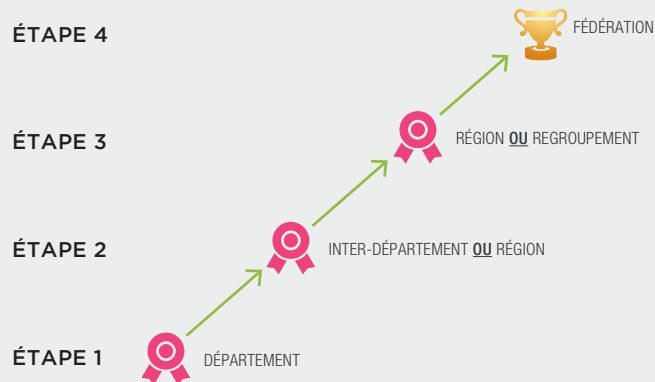 ÉTAPE 4
FÉDÉRATION
ÉTAPE 3
RÉGION OU REGROUPEMENT
ÉTAPE 2
INTER-DÉPARTEMENT OU RÉGION
ÉTAPE 1
DÉPARTEMENT